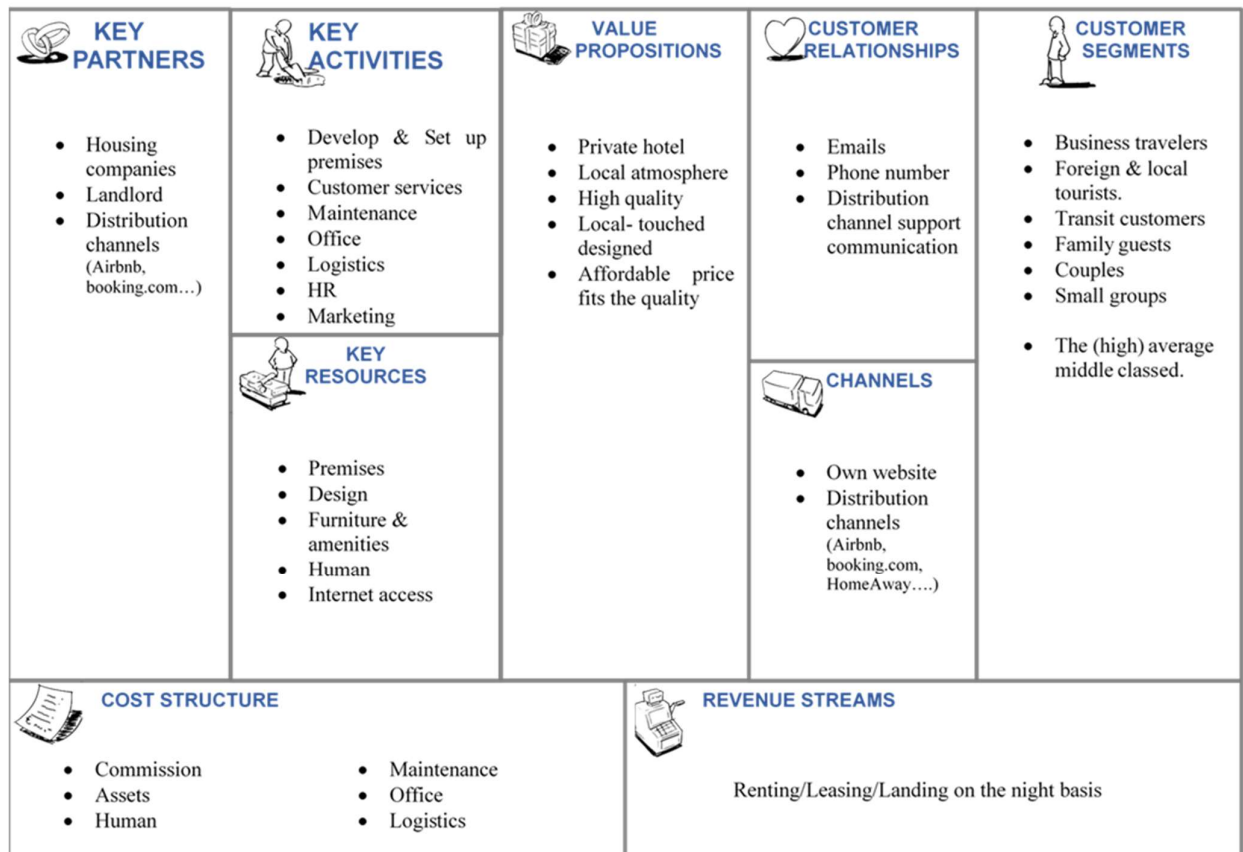 KEY
PARTNERS
Housing
companies
Landlord
Distribution
channels
(Airbnb,
booking.com…)
KEY
ACTIVITIES
Develop & Set up
premises
Customer services
Maintenance
Office
Logistics
HR
Marketing
KEY
RESOURCES
Premises
Design
Furniture &
amenities
Human
Internet access
VALUE
PROPOSITIONS
Private hotel
Local atmosphere
High quality
Local- touched
designed
Affordable price
fits the quality
CUSTOMER
RELATIONSHIPS
Emails
Phone number
Distribution
channel support
communication
CHANNELS
Own website
Distribution
channels
(Airbnb,
booking.com,
HomeAway….)
CUSTOMER
SEGMENTS
Business travelers
Foreign & local
tourists.
Transit customers
Family guests
Couples
Small groups
The (high) average
middle classed.
COST STRUCTURE
Commission
Assets
Human
Maintenance
Office
Logistics
REVENUE STREAMS
Renting/Leasing/Landing on the night basis